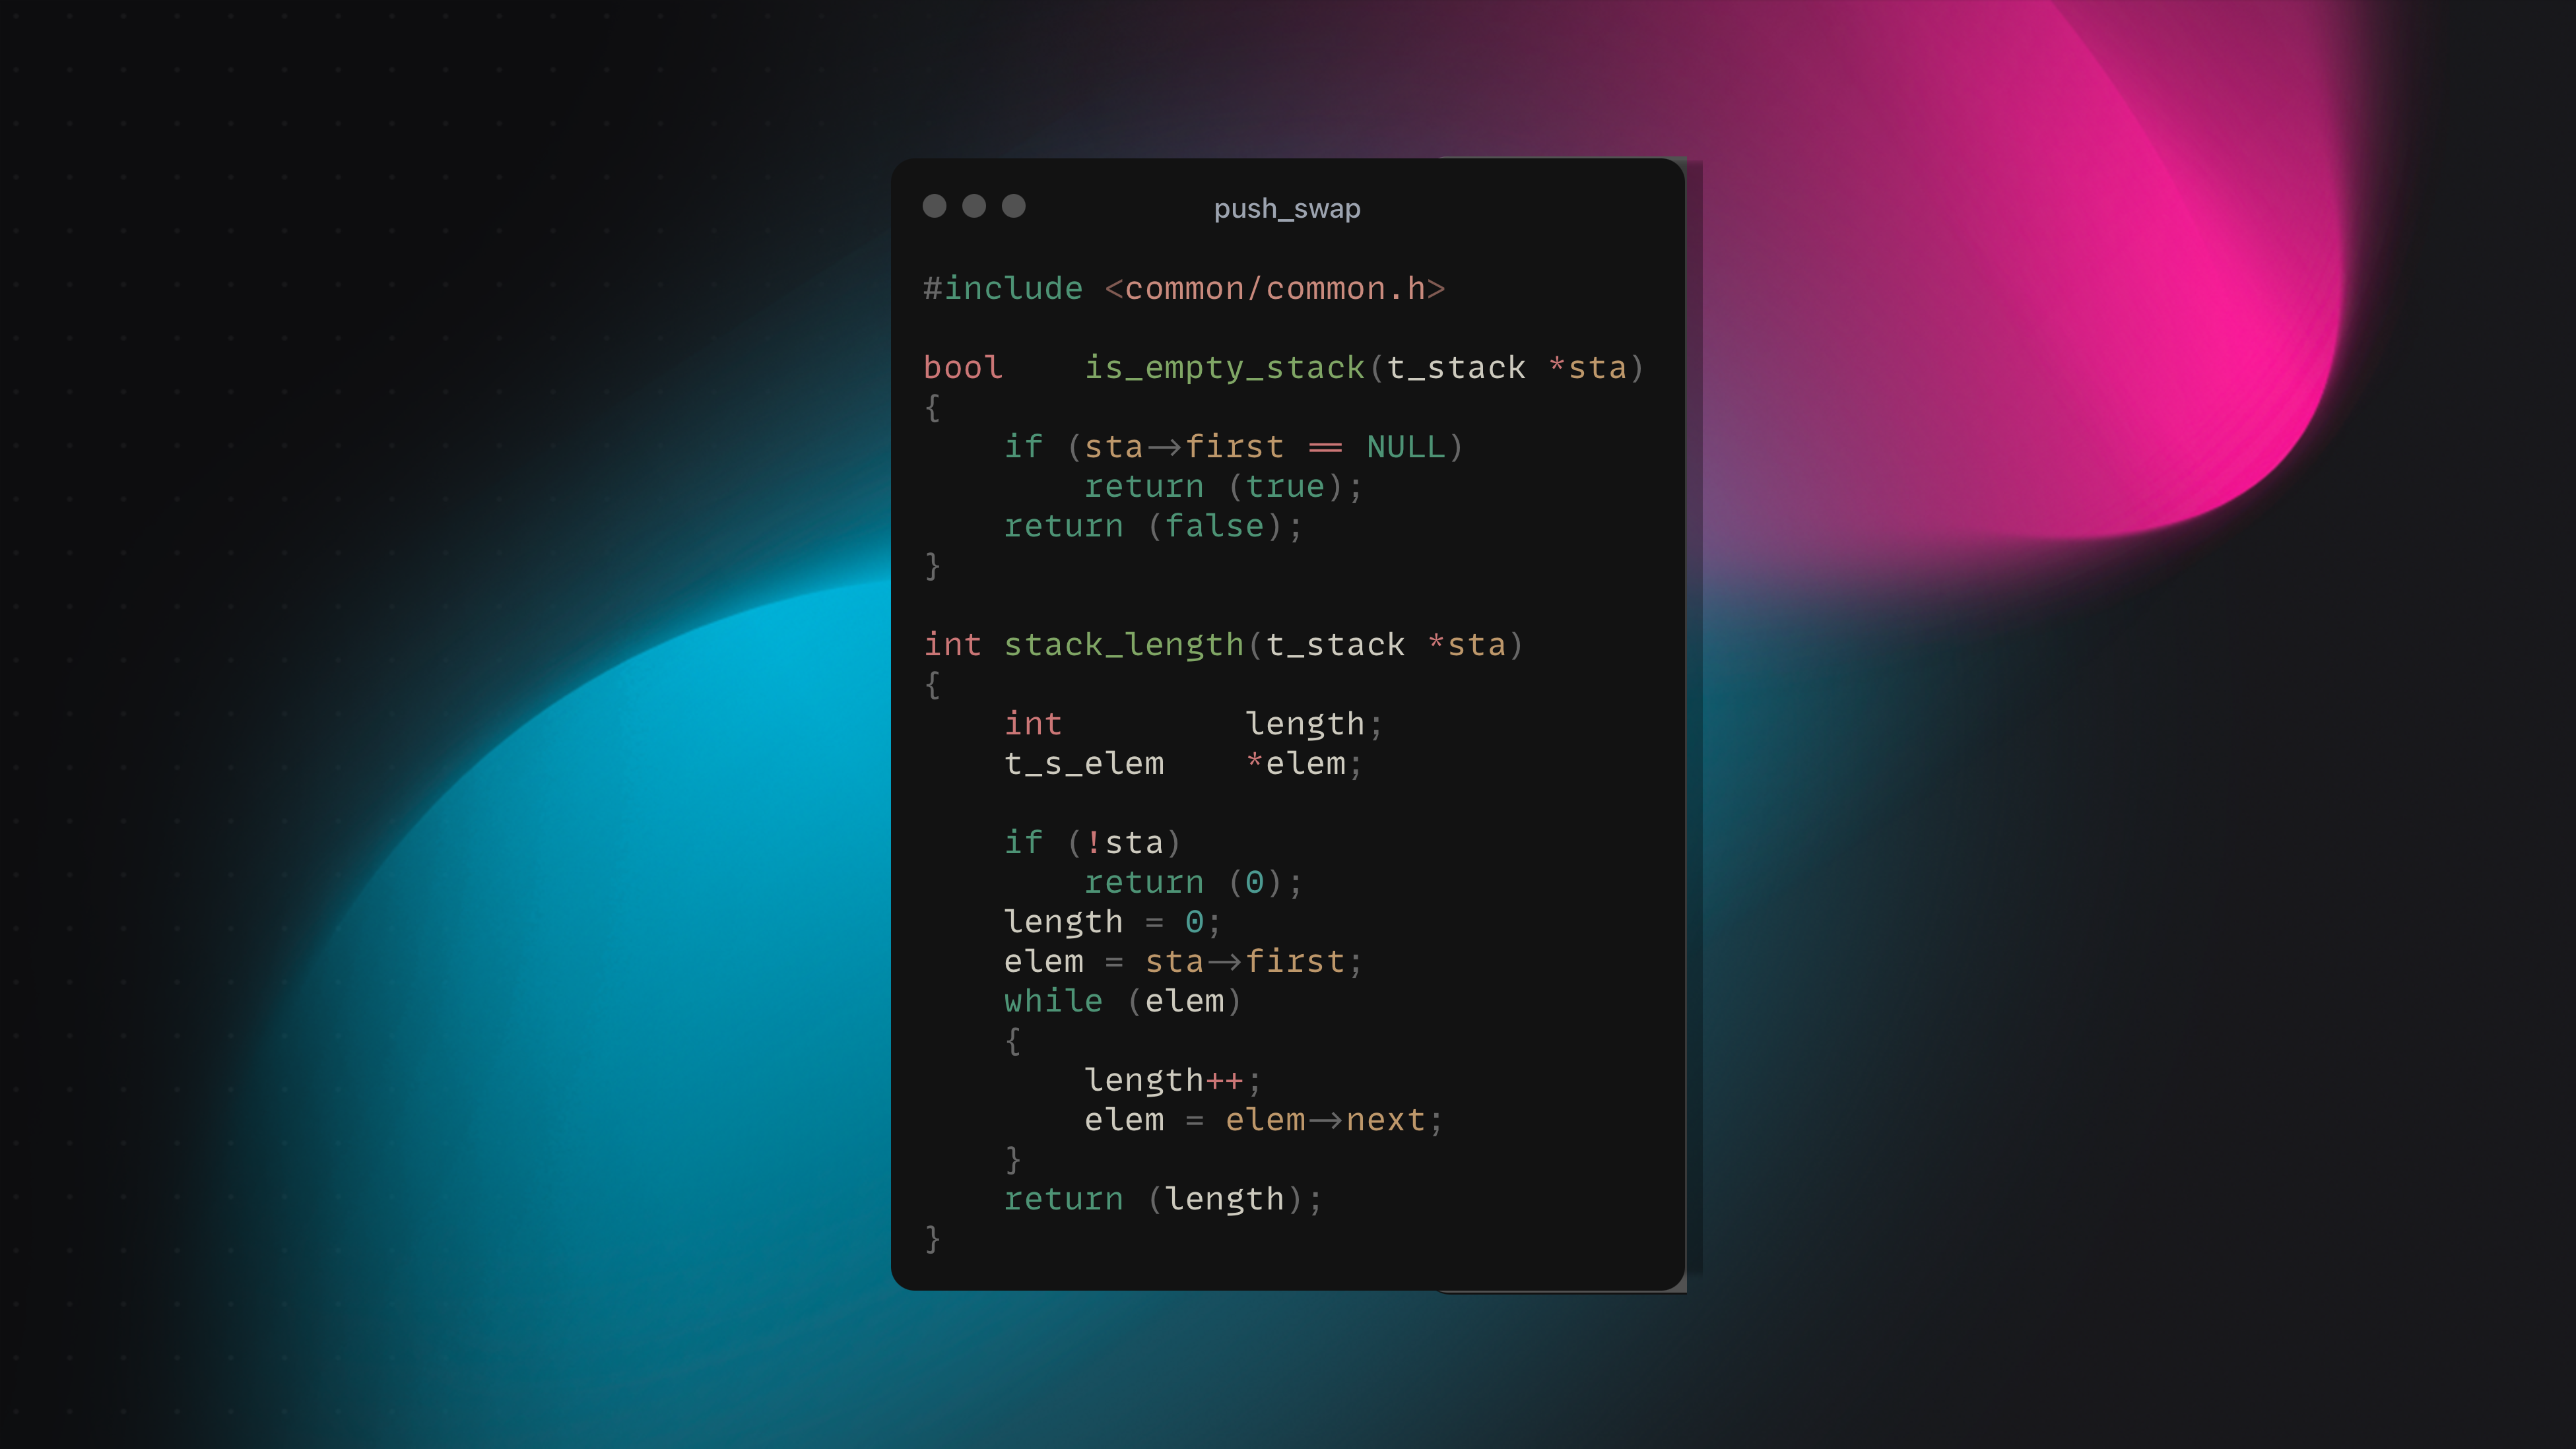 push_swap
#include <common/common.h>
bool    is_empty_stack(t_stack *sta)
{
    if (sta->first == NULL)
        return (true);
    return (false);
}
int stack_length(t_stack *sta)
{
    int         length;
    t_s_elem    *elem;
    if (!sta)
        return (0);
    length = 0;
    elem = sta->first;
    while (elem)
    {
        length++;
        elem = elem->next;
    }
    return (length);
}